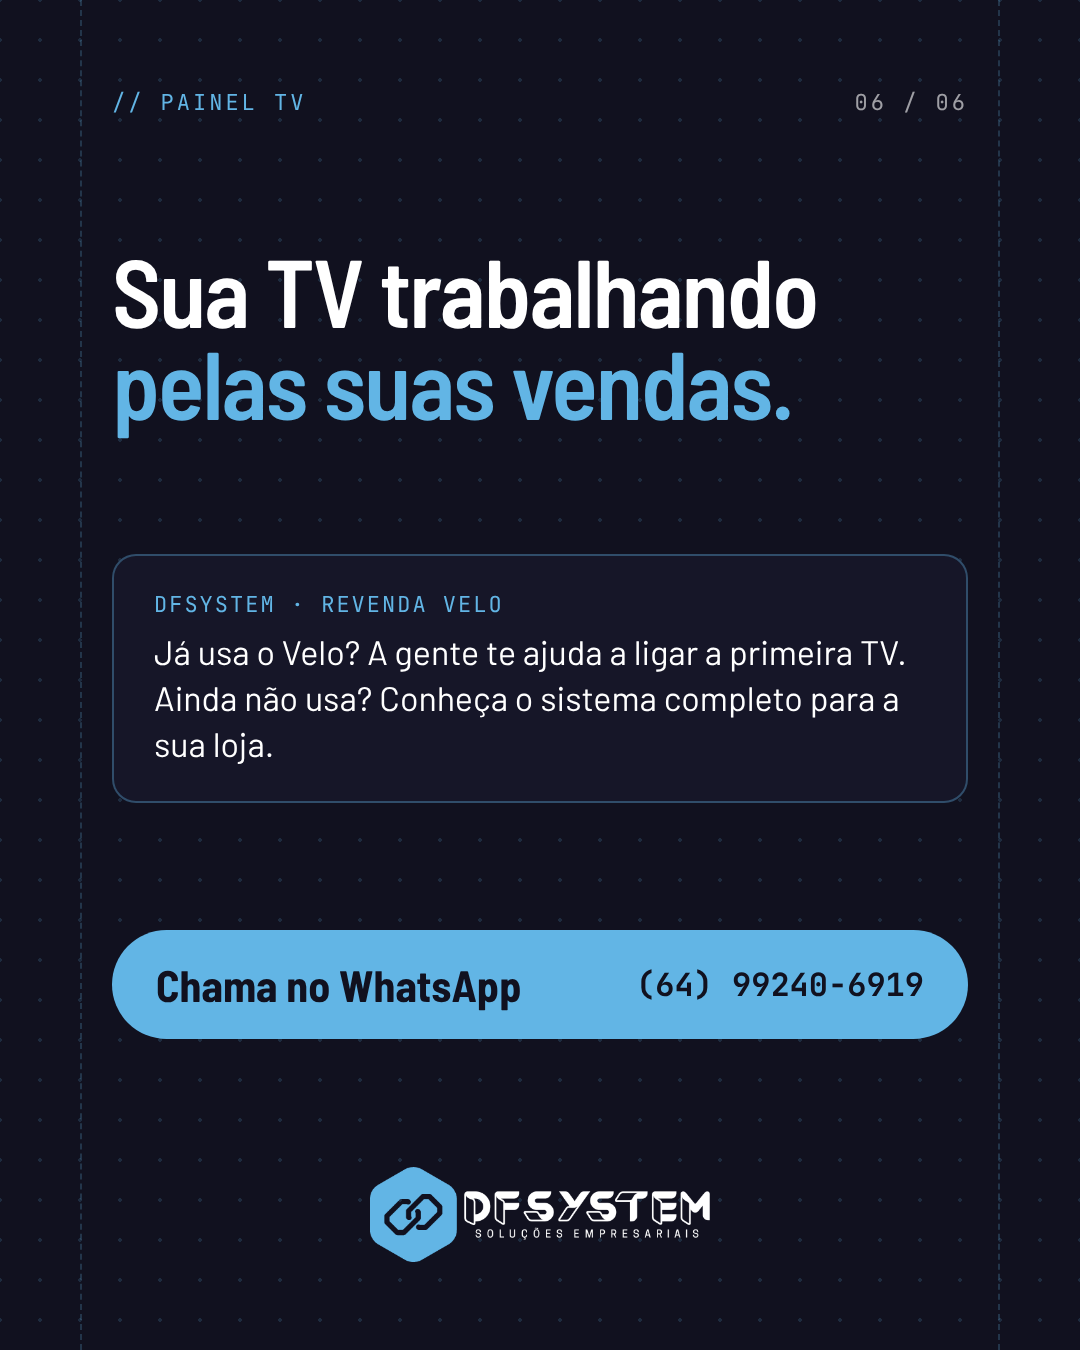 // PAINEL TV
06 / 06
Sua TV trabalhando
pelas suas vendas.
DFSYSTEM · REVENDA VELO
Já usa o Velo? A gente te ajuda a ligar a primeira TV.
Ainda não usa? Conheça o sistema completo para a
sua loja.
Chama no WhatsApp
(64) 99240-6919
DFSYSTEM
SOLUÇÕES EMPRESARIAIS